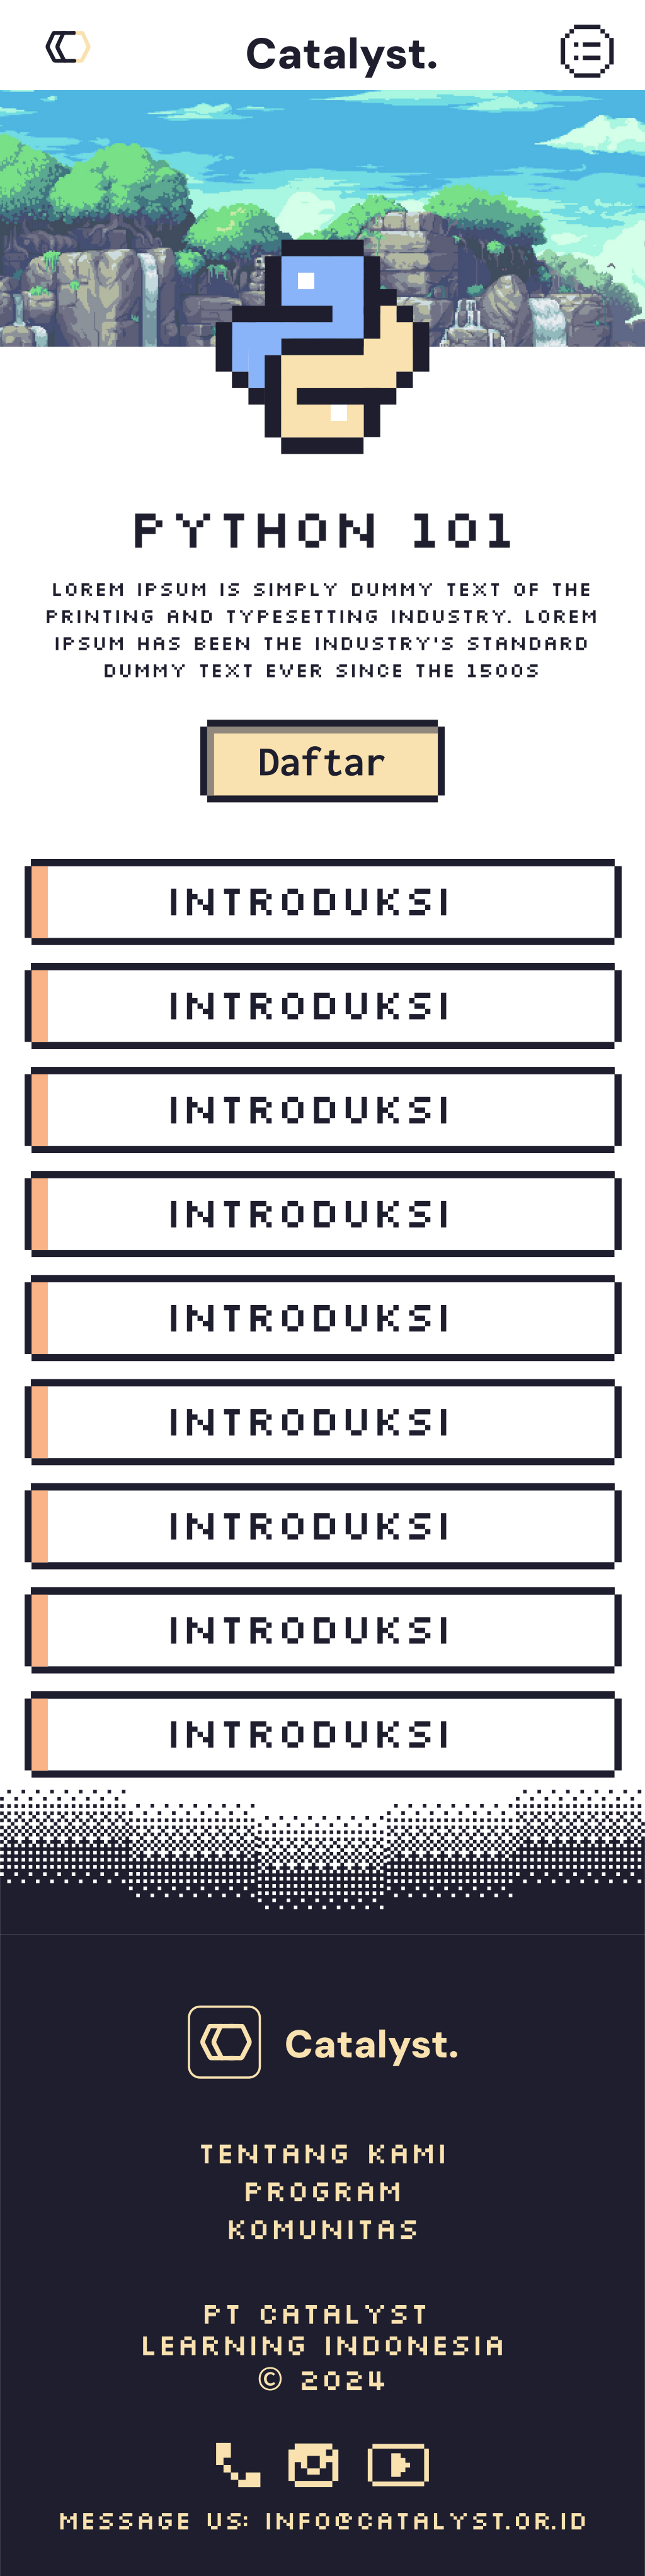 Catalyst.
PYTHON 101
LOREM IPSUM IS SIMPLY DUMMY TEXT OF THE
PRINTING AND TYPESETTING INDUSTRY. LOREM
IPSUM HAS BEEN THE INDUSTRY'S STANDARD
DUMMY TEXT EVER SINCE THE 1500S
Daftar
INTRODUKSI
INTRODUKSI
INTRODUKSI
INTRODUKSI
INTRODUKSI
INTRODUKSI
INTRODUKSI
INTRODUKSI
INTRODUKSI
Catalyst.
TENTANG KAMI
PROGRAM
KOMUNITAS
PT CATALYST
LEARNING INDONESIA
© 2024
MESSAGE US: INFO@CATALYST.OR.ID